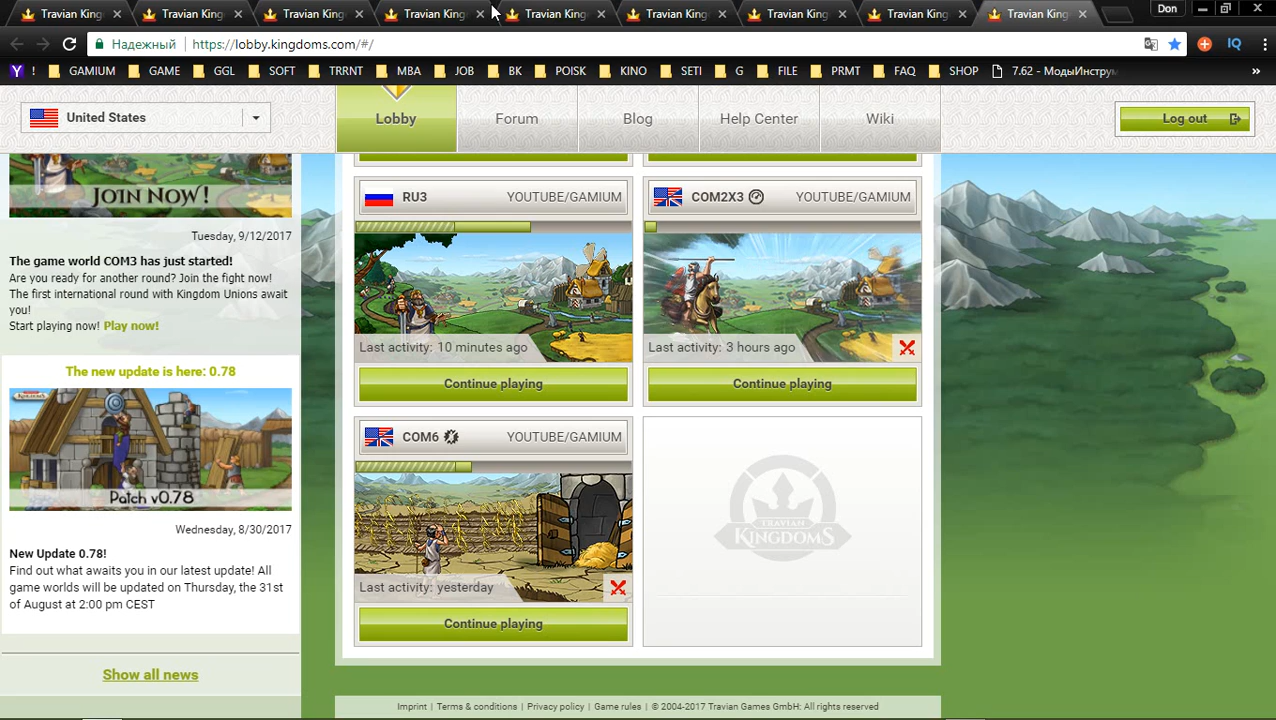 Travian King
Travian King
Travian King
Travian King
Travian King
Travian King
Travian King
Travian King
Travian King
Don
Надежный
https://lobby.kingdoms.com/#/
!
GAMIUM
GAME
GGL
SOFT
TRRNT
MBA
JOB
BK
POISK
KINO
SETI
G
FILE
PRMT
FAQ
SHOP
7.62 - МодыИнструм
»
United States
Lobby
Forum
Blog
Help Center
Wiki
Log out
JOIN NOW!
Tuesday, 9/12/2017
The game world COM3 has just started!
Are you ready for another round? Join the fight now!
The first international round with Kingdom Unions await
you!
Start playing now! Play now!
The new update is here: 0.78
KINGDOMS
Patch v0.78
Wednesday, 8/30/2017
New Update 0.78!
Find out what awaits you in our latest update! All
game worlds will be updated on Thursday, the 31st
of August at 2:00 pm CEST
Show all news
RU3 YOUTUBE/GAMIUM
Last activity: 10 minutes ago
Continue playing
COM2X3 YOUTUBE/GAMIUM
Last activity: 3 hours ago
Continue playing
COM6 YOUTUBE/GAMIUM
Last activity: yesterday
Continue playing
TRAVIAN
KINGDOMS
Imprint | Terms & conditions | Privacy policy | Game rules | © 2004-2017 Travian Games GmbH: All rights reserved